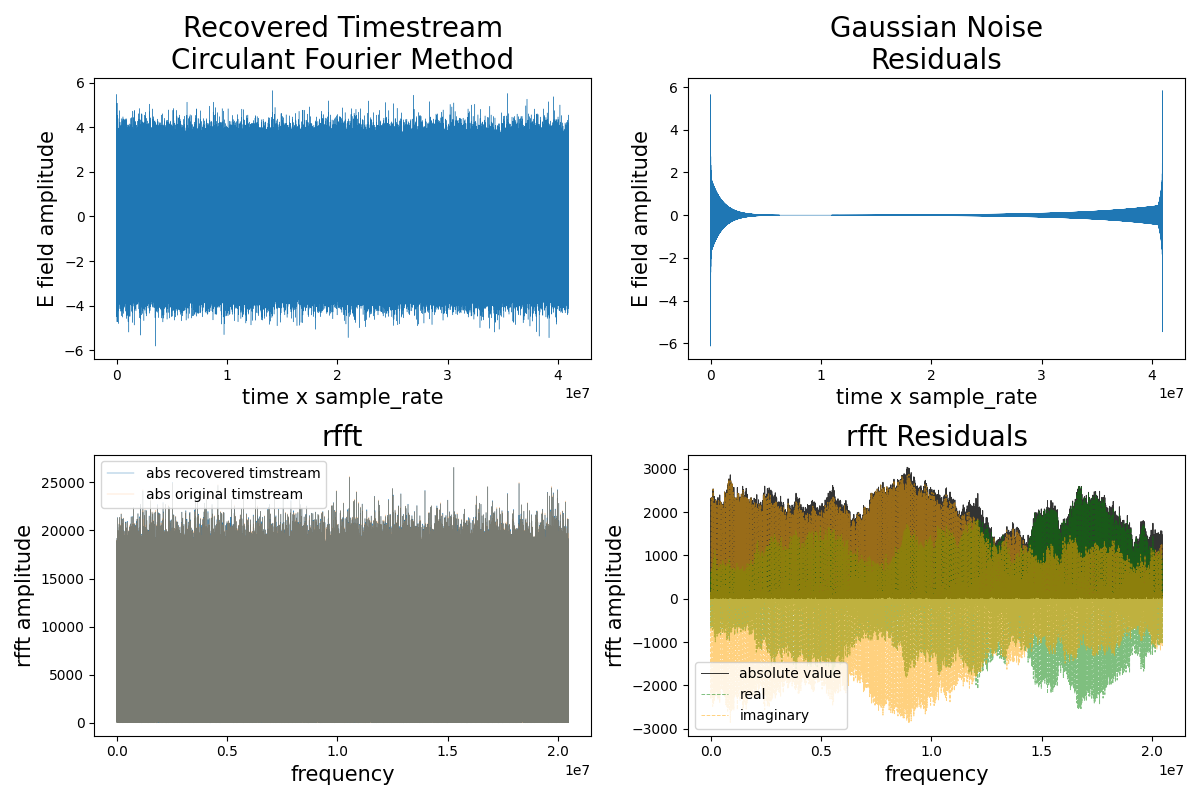 Recovered Timestream
Circulant Fourier Method
E field amplitude
6
4
2
0
−2
−4
−6
0
1
2
3
4
1e7
time x sample_rate
Gaussian Noise
Residuals
E field amplitude
6
4
2
0
−2
−4
−6
0
1
2
3
4
1e7
time x sample_rate
rfft
abs recovered timstream
abs original timstream
rfft amplitude
25000
20000
15000
10000
5000
0
0.0
0.5
1.0
1.5
2.0
1e7
frequency
rfft Residuals
rfft amplitude
3000
2000
1000
0
−1000
−2000
−3000
absolute value
real
imaginary
0.0
0.5
1.0
1.5
2.0
1e7
frequency